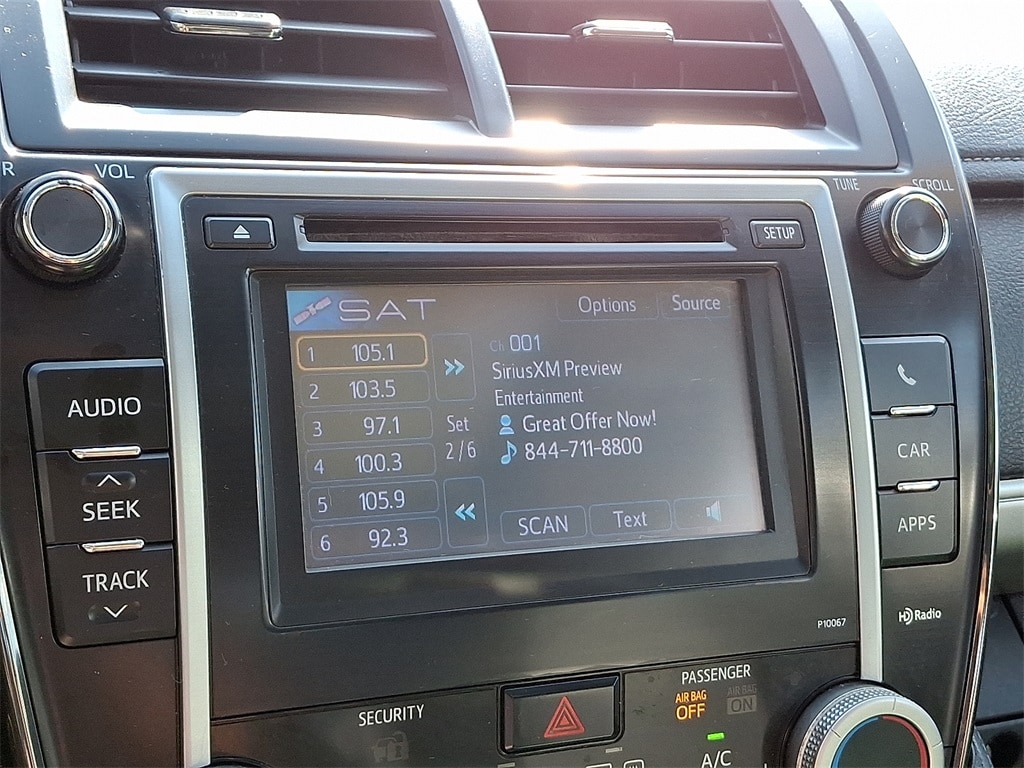 R VOL
TUNE SCROLL
SETUP
SAT Options Source
1 105.1
2 103.5
3 97.1
4 100.3
5 105.9
6 92.3
Set
2/6
Ch 001
SiriusXM Preview
Entertainment
Great Offer Now!
844-711-8800
SCAN Text
AUDIO
SEEK
TRACK
CAR
APPS
HD Radio
P10067
SECURITY
PASSENGER
AIR BAG OFF
AIR BAG ON
A/C